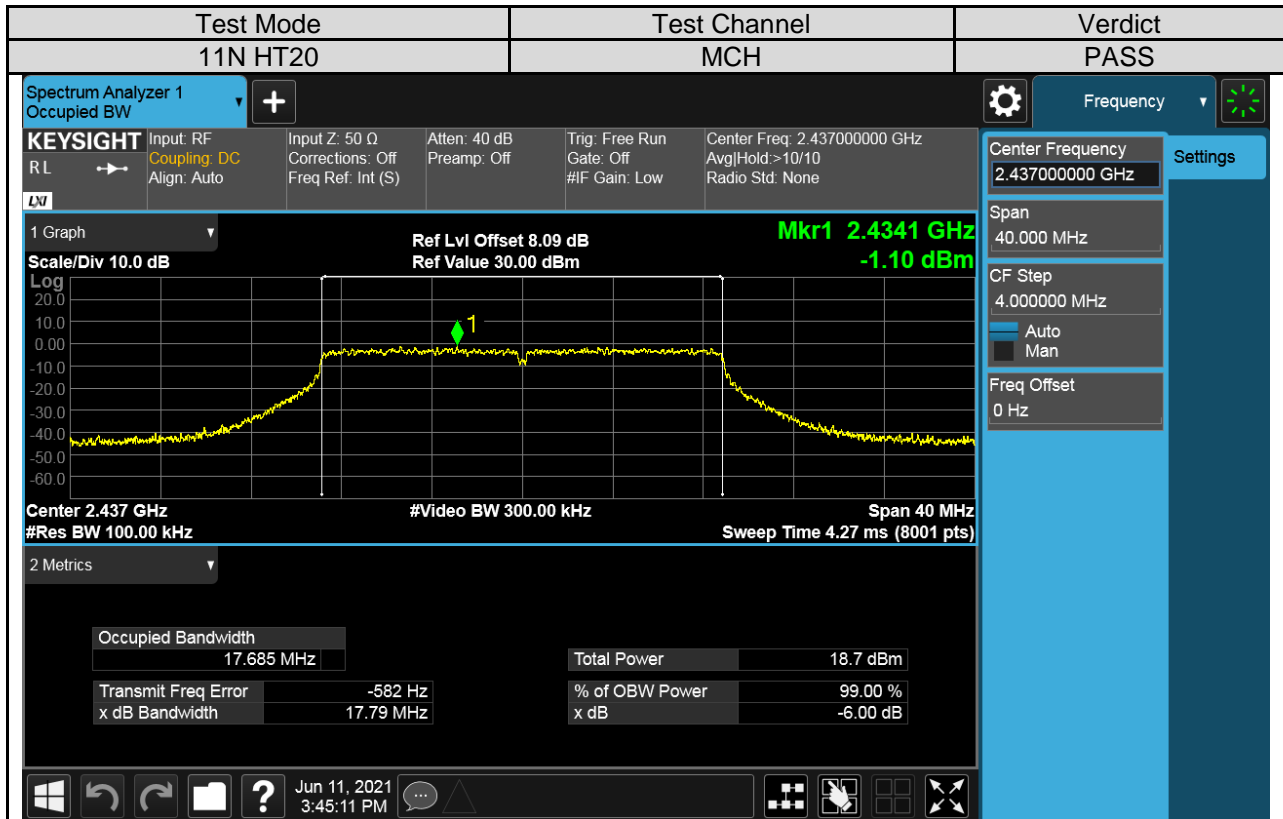 Test Mode Test Channel Verdict
11N HT20 MCH PASS
Spectrum Analyzer 1
Occupied BW
Frequency
KEYSIGHT Input: RF Input Z: 50 Ω Atten: 40 dB Trig: Free Run Center Freq: 2.437000000 GHz
RL Coupling: DC Corrections: Off Preamp: Off Gate: Off Avg|Hold:>10/10
Align: Auto Freq Ref: Int (S) #IF Gain: Low Radio Std: None
LXI
Center Frequency
2.437000000 GHz
Settings
Span
40.000 MHz
CF Step
4.000000 MHz
Auto
Man
Freq Offset
0 Hz
1 Graph Ref Lvl Offset 8.09 dB Mkr1 2.4341 GHz
Scale/Div 10.0 dB Ref Value 30.00 dBm -1.10 dBm
Log
20.0
10.0
1
0.00
-10.0
-20.0
-30.0
-40.0
-50.0
-60.0
Center 2.437 GHz #Video BW 300.00 kHz Span 40 MHz
#Res BW 100.00 kHz Sweep Time 4.27 ms (8001 pts)
2 Metrics
Occupied Bandwidth
17.685 MHz Total Power 18.7 dBm
Transmit Freq Error -582 Hz % of OBW Power 99.00 %
x dB Bandwidth 17.79 MHz x dB -6.00 dB
? Jun 11, 2021
3:45:11 PM